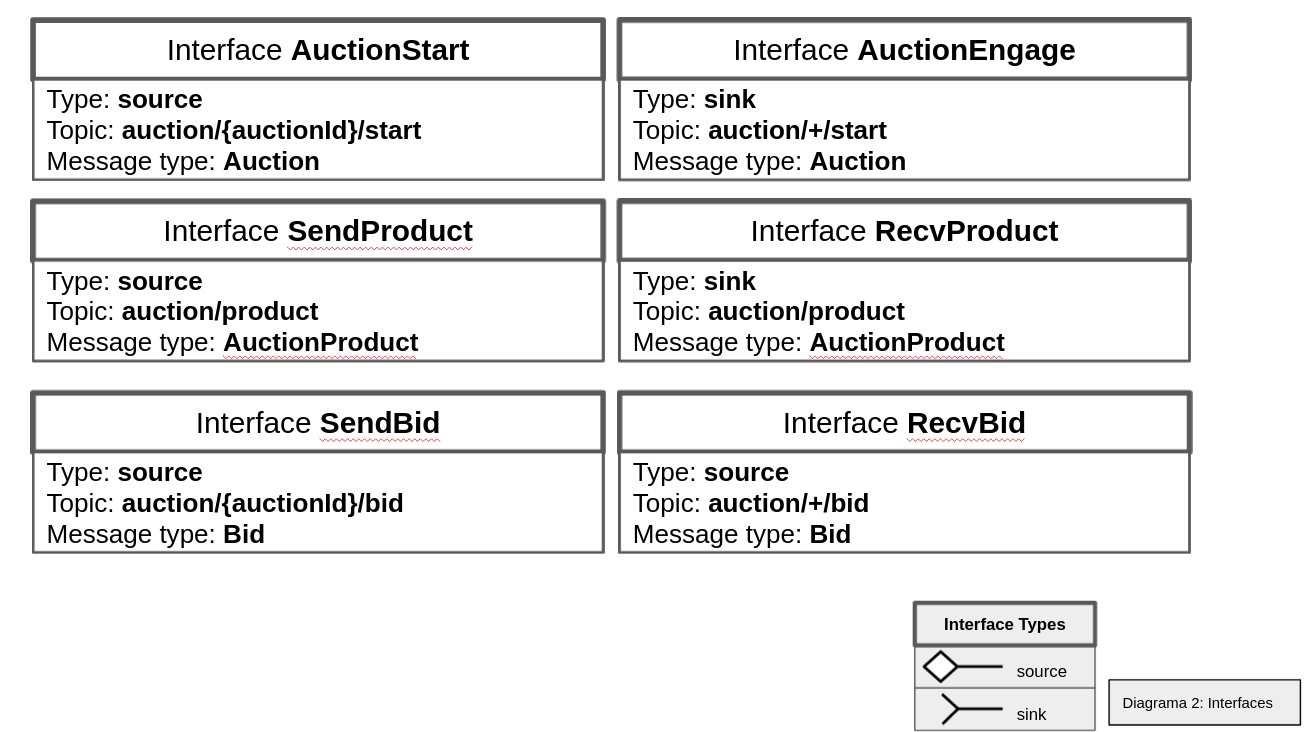 Interface AuctionStart
Type: source
Topic: auction/{auctionId}/start
Message type: Auction
Interface AuctionEngage
Type: sink
Topic: auction/+/start
Message type: Auction
Interface SendProduct
Type: source
Topic: auction/product
Message type: AuctionProduct
Interface RecvProduct
Type: sink
Topic: auction/product
Message type: AuctionProduct
Interface SendBid
Type: source
Topic: auction/{auctionId}/bid
Message type: Bid
Interface RecvBid
Type: source
Topic: auction/+/bid
Message type: Bid
Interface Types
source
sink
Diagrama 2: Interfaces